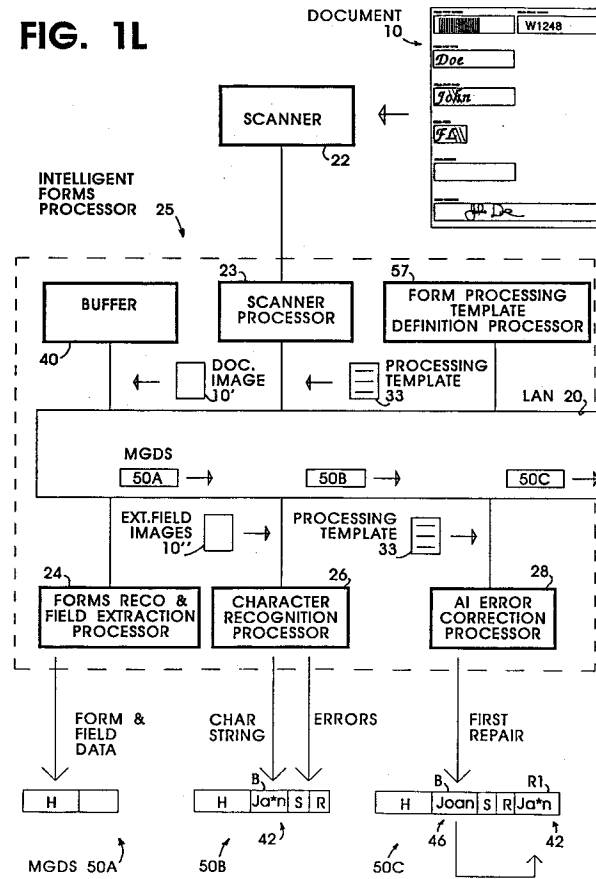 FIG. 1L
DOCUMENT
10
W1248
Doe
John
FL
SCANNER
22
INTELLIGENT
FORMS
PROCESSOR 25
23
57
BUFFER
SCANNER
PROCESSOR
FORM PROCESSING
TEMPLATE
DEFINITION PROCESSOR
40
DOC.
IMAGE
10'
PROCESSING
TEMPLATE
33
LAN 20
MGDS
50A
50B
50C
EXT.FIELD
IMAGES
10''
PROCESSING
TEMPLATE
33
24
26
28
FORMS RECO &
FIELD EXTRACTION
PROCESSOR
CHARACTER
RECOGNITION
PROCESSOR
AI ERROR
CORRECTION
PROCESSOR
FORM &
FIELD
DATA
CHAR
STRING
ERRORS
FIRST
REPAIR
B
B
R1
H
H Ja*n S R
H Joan S R Ja*n
42
46
42
MGDS 50A
50B
50C